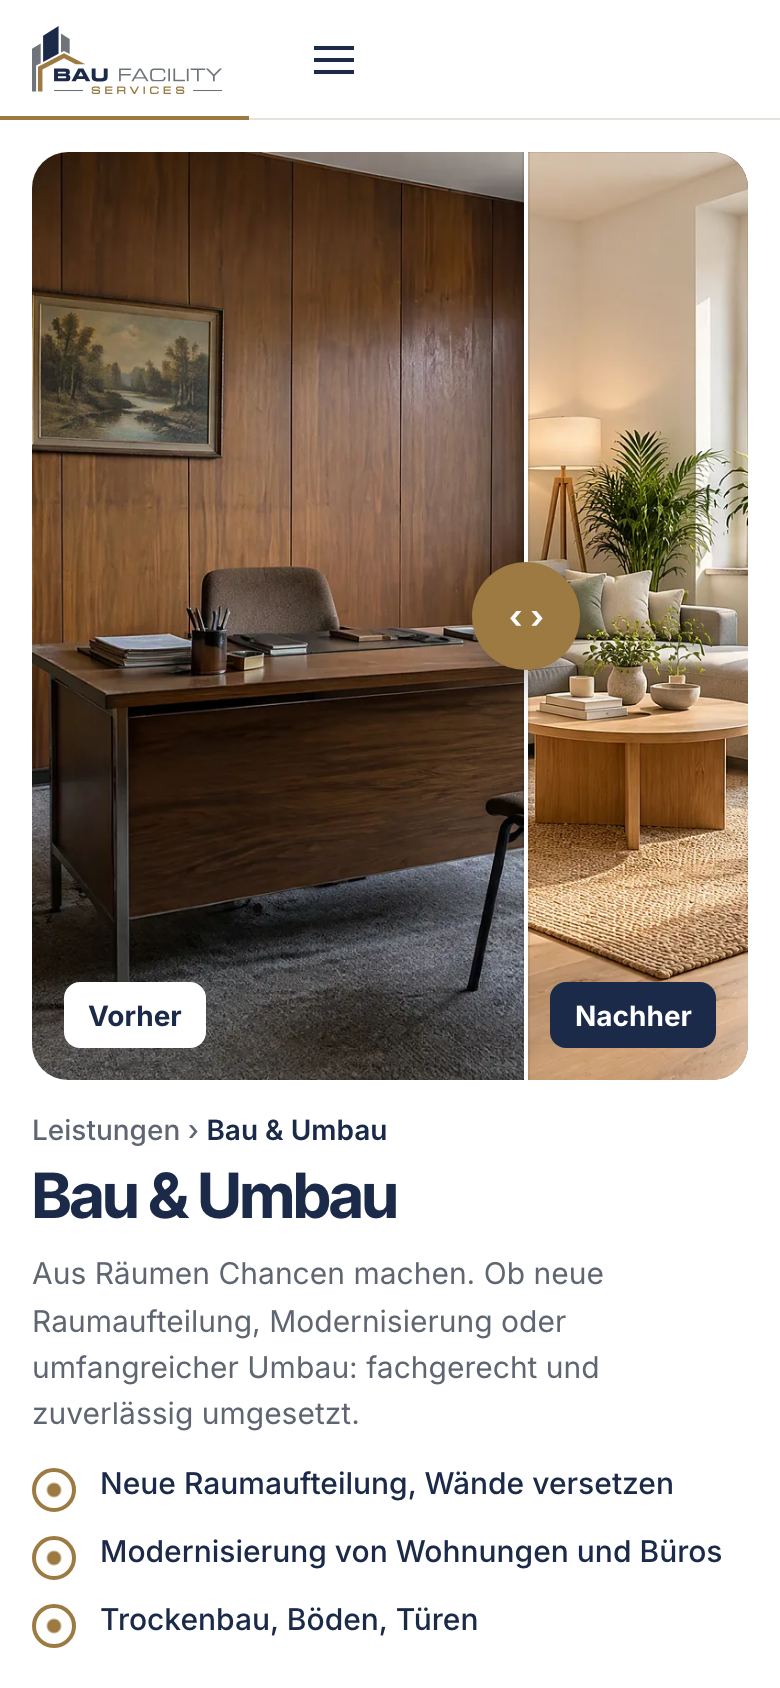 BAU FACILITY
SERVICES
Vorher
Nachher
Leistungen › Bau & Umbau
Bau & Umbau
Aus Räumen Chancen machen. Ob neue
Raumaufteilung, Modernisierung oder
umfangreicher Umbau: fachgerecht und
zuverlässig umgesetzt.
Neue Raumaufteilung, Wände versetzen
Modernisierung von Wohnungen und Büros
Trockenbau, Böden, Türen